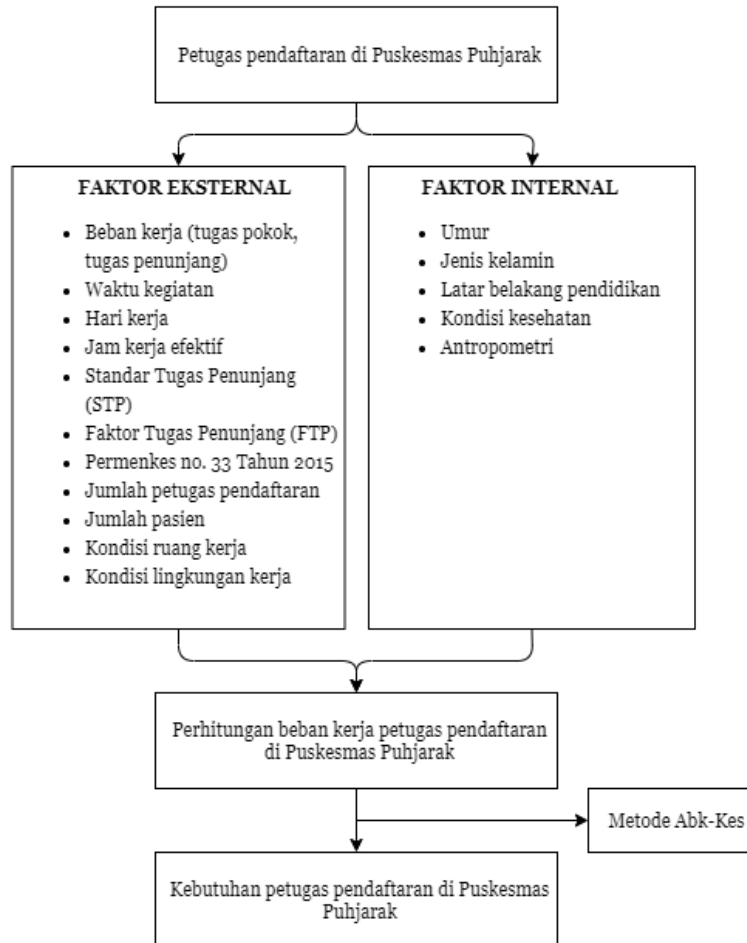 Petugas pendaftaran di Puskesmas Puhjarak
FAKTOR EKSTERNAL
• Beban kerja (tugas pokok,
tugas penunjang)
• Waktu kegiatan
• Hari kerja
• Jam kerja efektif
• Standar Tugas Penunjang
(STP)
• Faktor Tugas Penunjang (FTP)
• Permenkes no. 33 Tahun 2015
• Jumlah petugas pendaftaran
• Jumlah pasien
• Kondisi ruang kerja
• Kondisi lingkungan kerja
FAKTOR INTERNAL
• Umur
• Jenis kelamin
• Latar belakang pendidikan
• Kondisi kesehatan
• Antropometri
Perhitungan beban kerja petugas pendaftaran
di Puskesmas Puhjarak
Metode Abk-Kes
Kebutuhan petugas pendaftaran di Puskesmas
Puhjarak